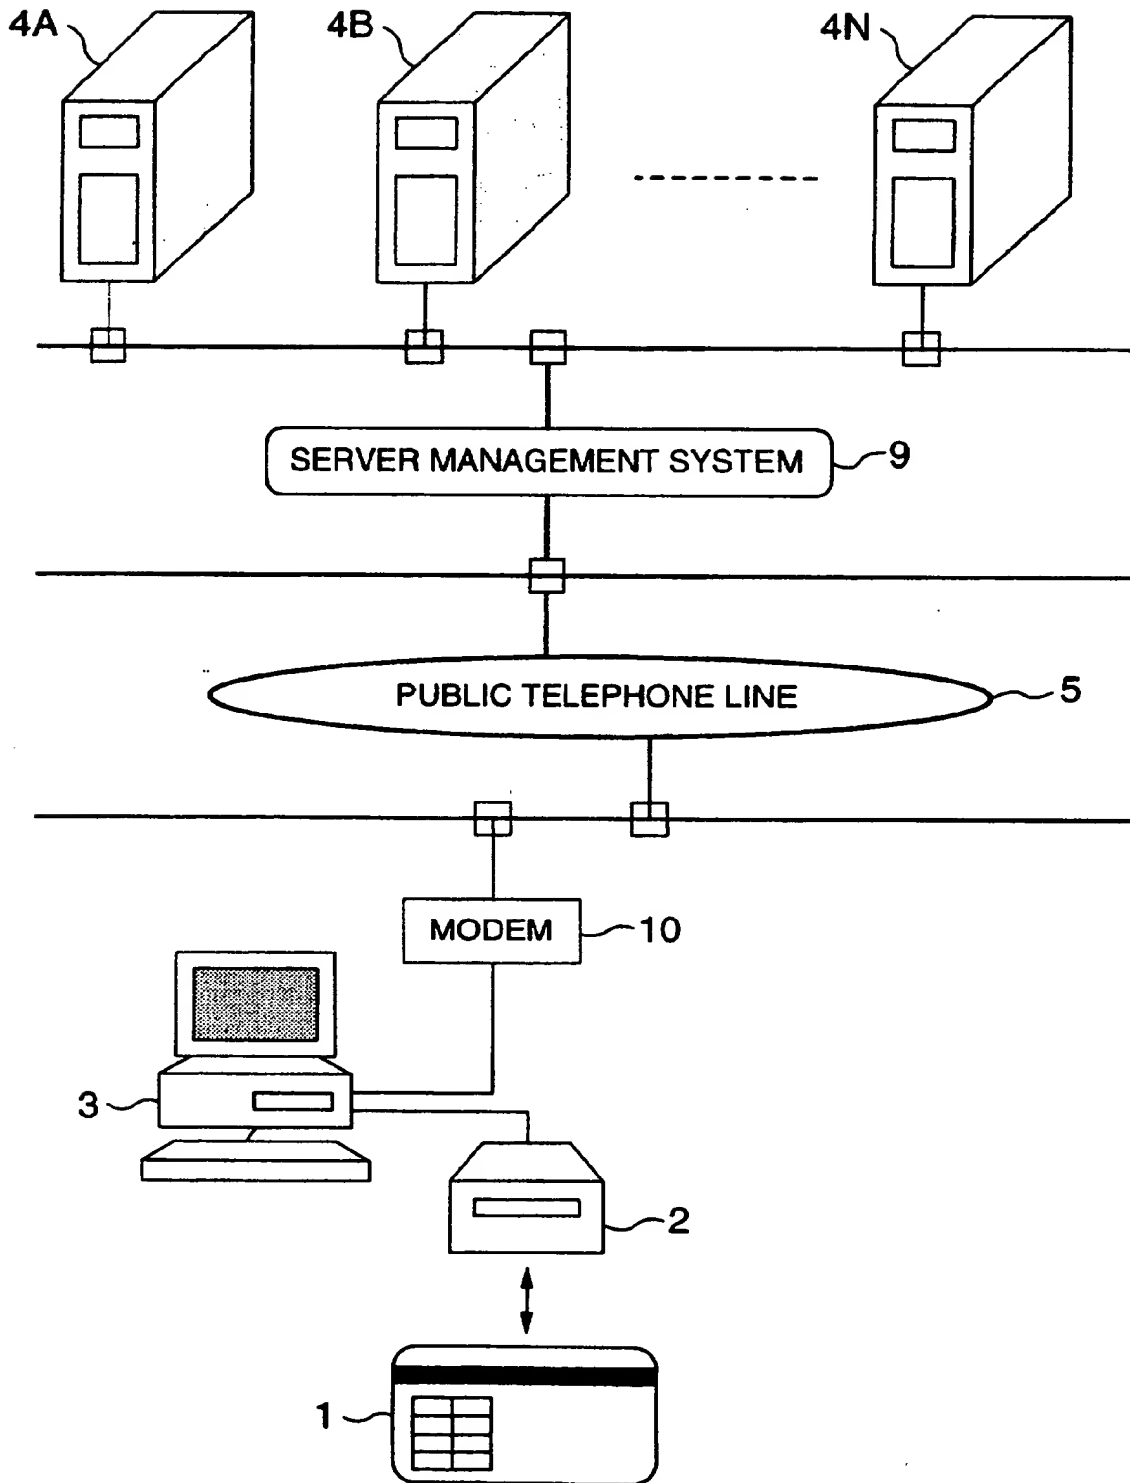 4A 4B 4N
SERVER MANAGEMENT SYSTEM 9
PUBLIC TELEPHONE LINE 5
MODEM 10
3
2
1